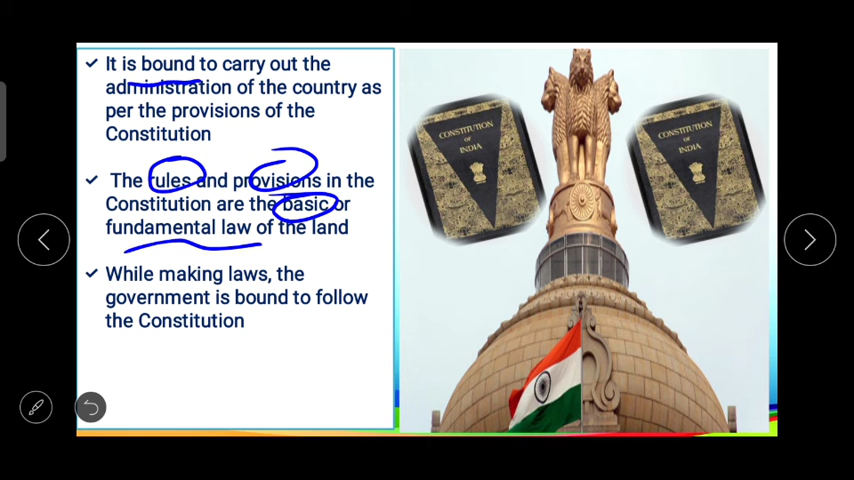 It is bound to carry out the
administration of the country as
per the provisions of the
Constitution
The rules and provisions in the
Constitution are the basic or
fundamental law of the land
While making laws, the
government is bound to follow
the Constitution
CONSTITUTION
OF
INDIA
CONSTITUTION
OF
INDIA